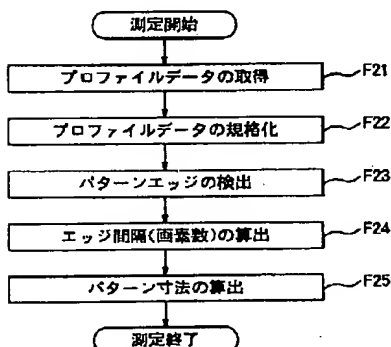 測定開始
プロファイルデータの取得 F21
プロファイルデータの規格化 F22
パターンエッジの検出 F23
エッジ間隔(画素数)の算出 F24
パターン寸法の算出 F25
測定終了